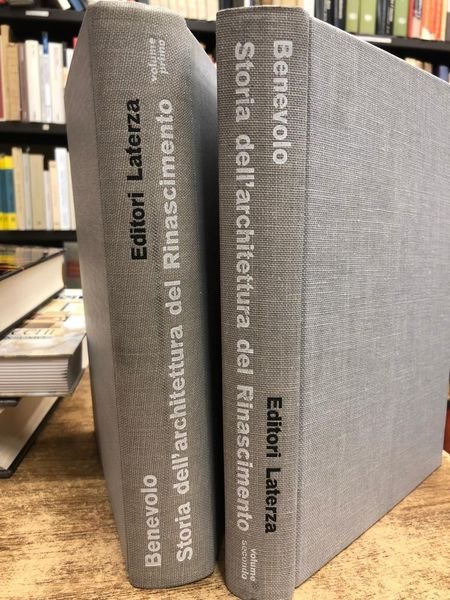 Benevolo
Storia dell'architettura del Rinascimento
Editori Laterza
volume
primo
Benevolo
Storia dell'architettura del Rinascimento
Editori Laterza
volume
secondo